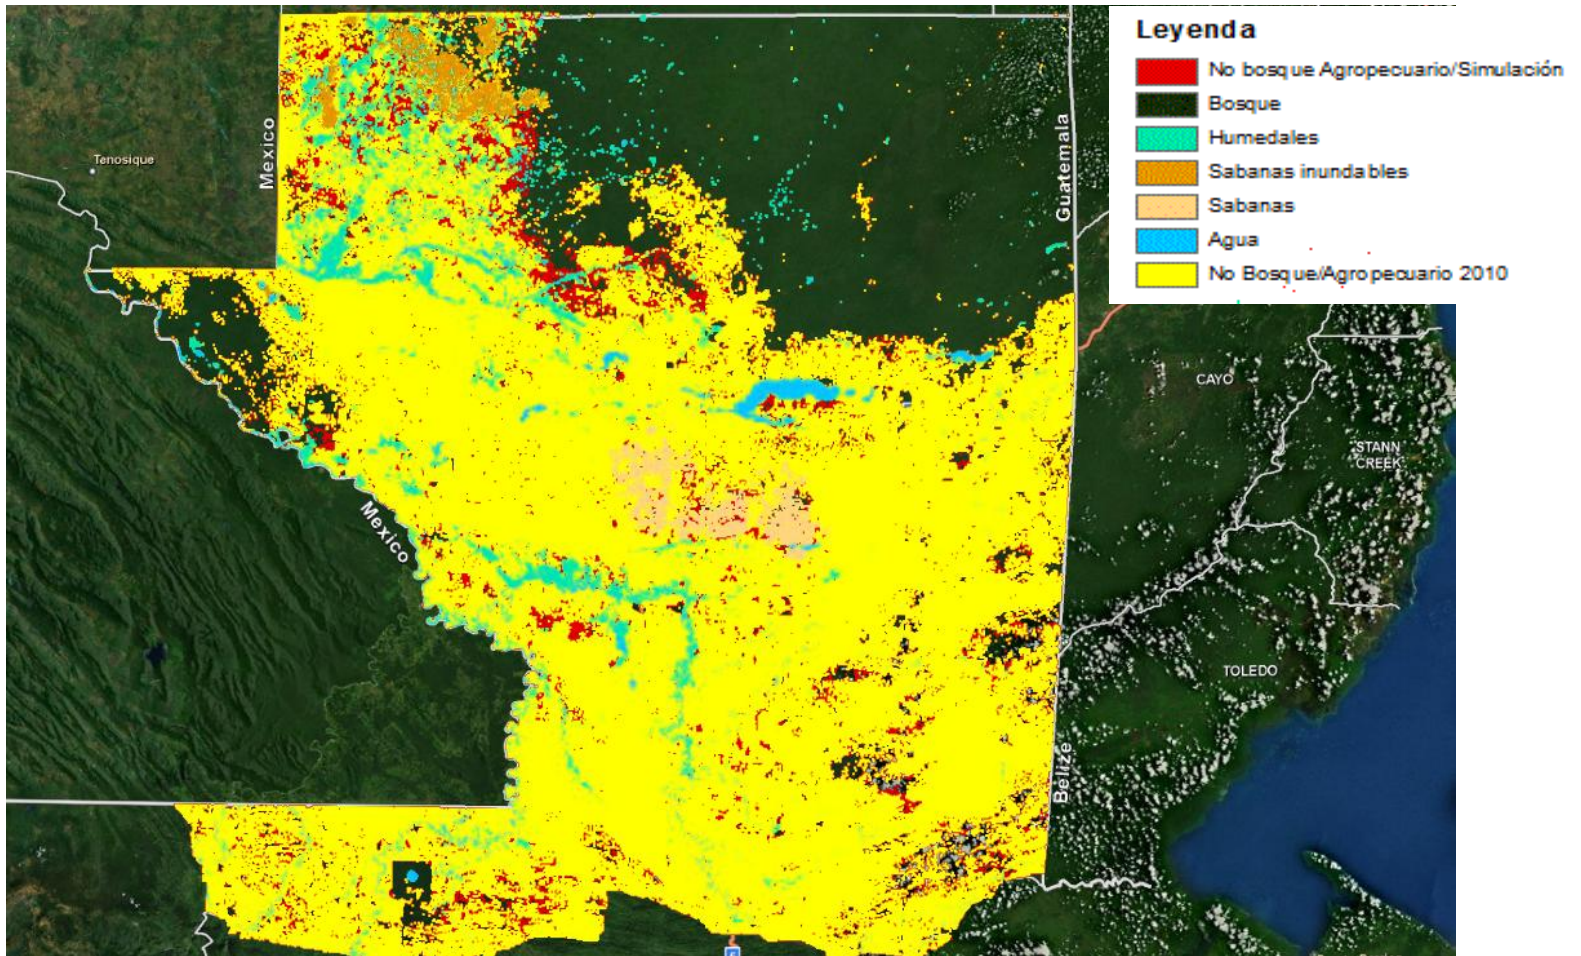 Leyenda
No bosque Agropecuario/Simulación
Bosque
Humedales
Sabanas inundables
Sabanas
Agua
No Bosque/Agropecuario 2010
Mexico
Tenosique
Guatemala
CAYO
STANN
CREEK
Mexico
TOLEDO
Belize